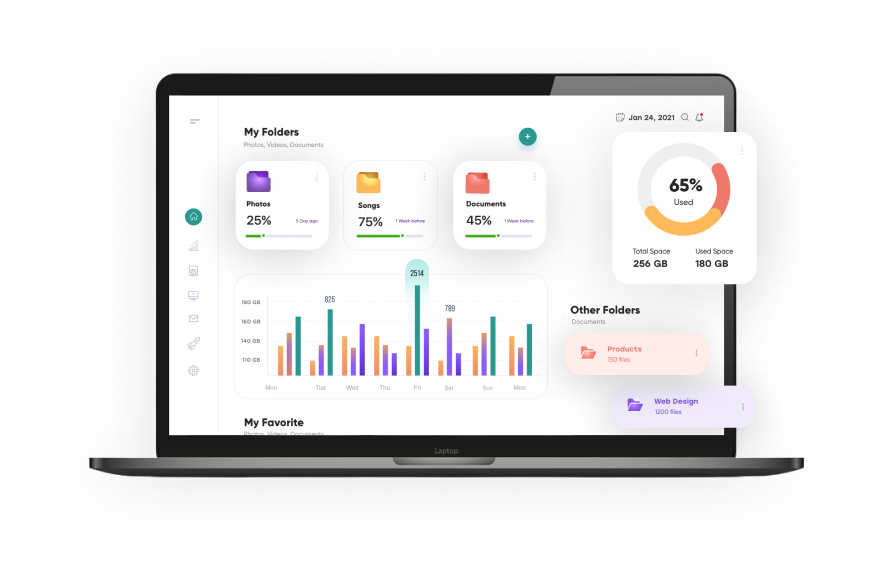 Jan 24, 2021
My Folders
Photos, Videos, Documents
+
Photos
25%
5 Day ago
Songs
75%
1 Week before
Documents
45%
1 Week before
65%
Used
Total Space
256 GB
Used Space
180 GB
2514
825
789
180 GB
160 GB
140 GB
110 GB
Mon
Tue
Wed
Thu
Fri
Sar
Sun
Mon
Other Folders
Documents
Products
150 files
Web Design
1200 files
My Favorite
Photos, Videos, Documents
Laptop